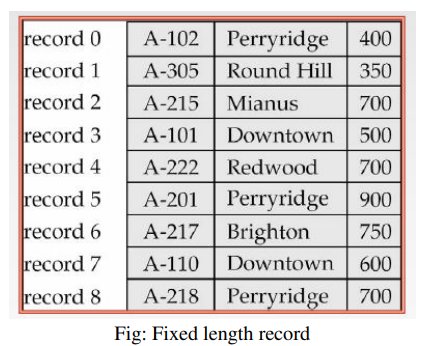 record 0 A-102 Perryridge 400
record 1 A-305 Round Hill 350
record 2 A-215 Mianus 700
record 3 A-101 Downtown 500
record 4 A-222 Redwood 700
record 5 A-201 Perryridge 900
record 6 A-217 Brighton 750
record 7 A-110 Downtown 600
record 8 A-218 Perryridge 700
Fig: Fixed length record